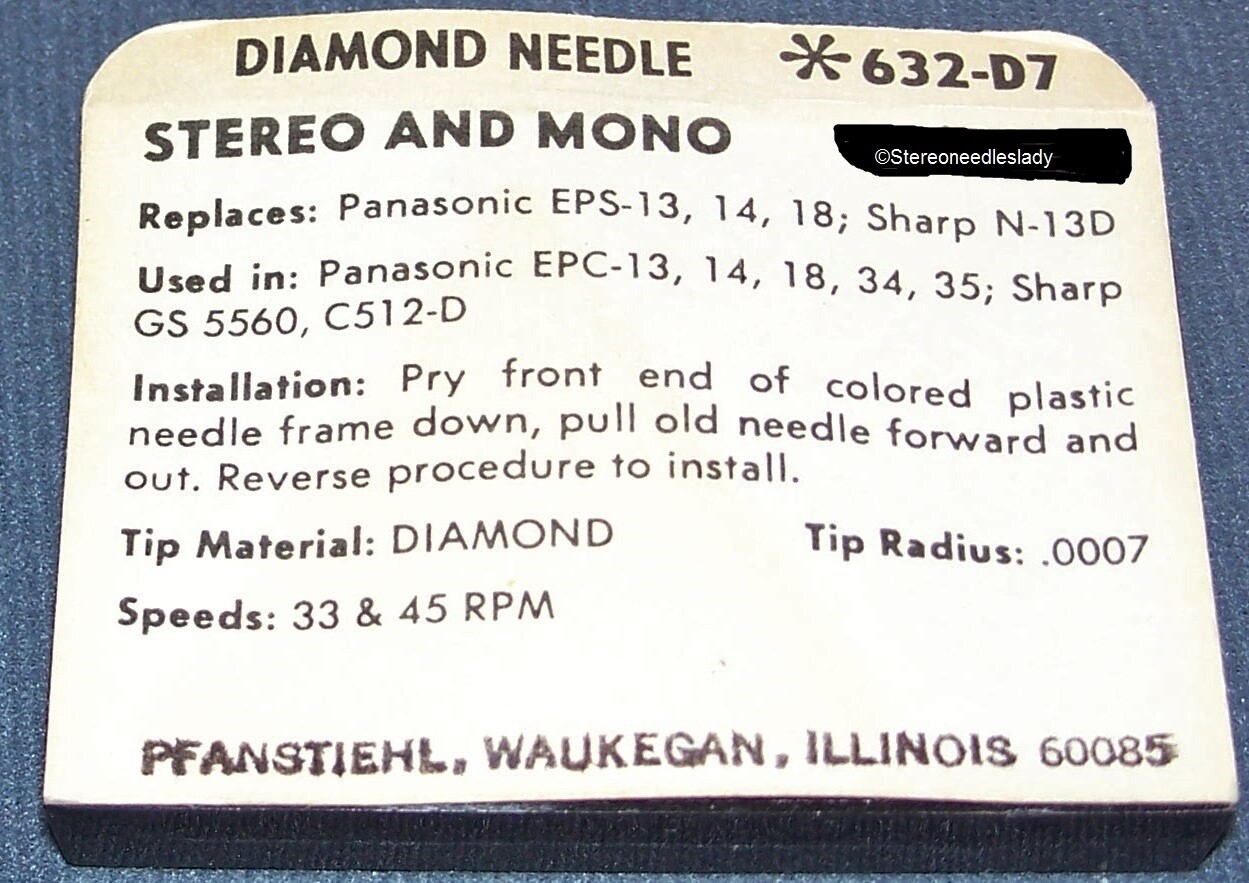 DIAMOND NEEDLE *632-D7
STEREO AND MONO
©Stereoneedleslady
Replaces: Panasonic EPS-13, 14, 18; Sharp N-13D
Used in: Panasonic EPC-13, 14, 18, 34, 35; Sharp
GS 5560, C512-D
Installation: Pry front end of colored plastic
needle frame down, pull old needle forward and
out. Reverse procedure to install.
Tip Material: DIAMOND Tip Radius: .0007
Speeds: 33 & 45 RPM
PFANSTIEHL, WAUKEGAN, ILLINOIS 60085